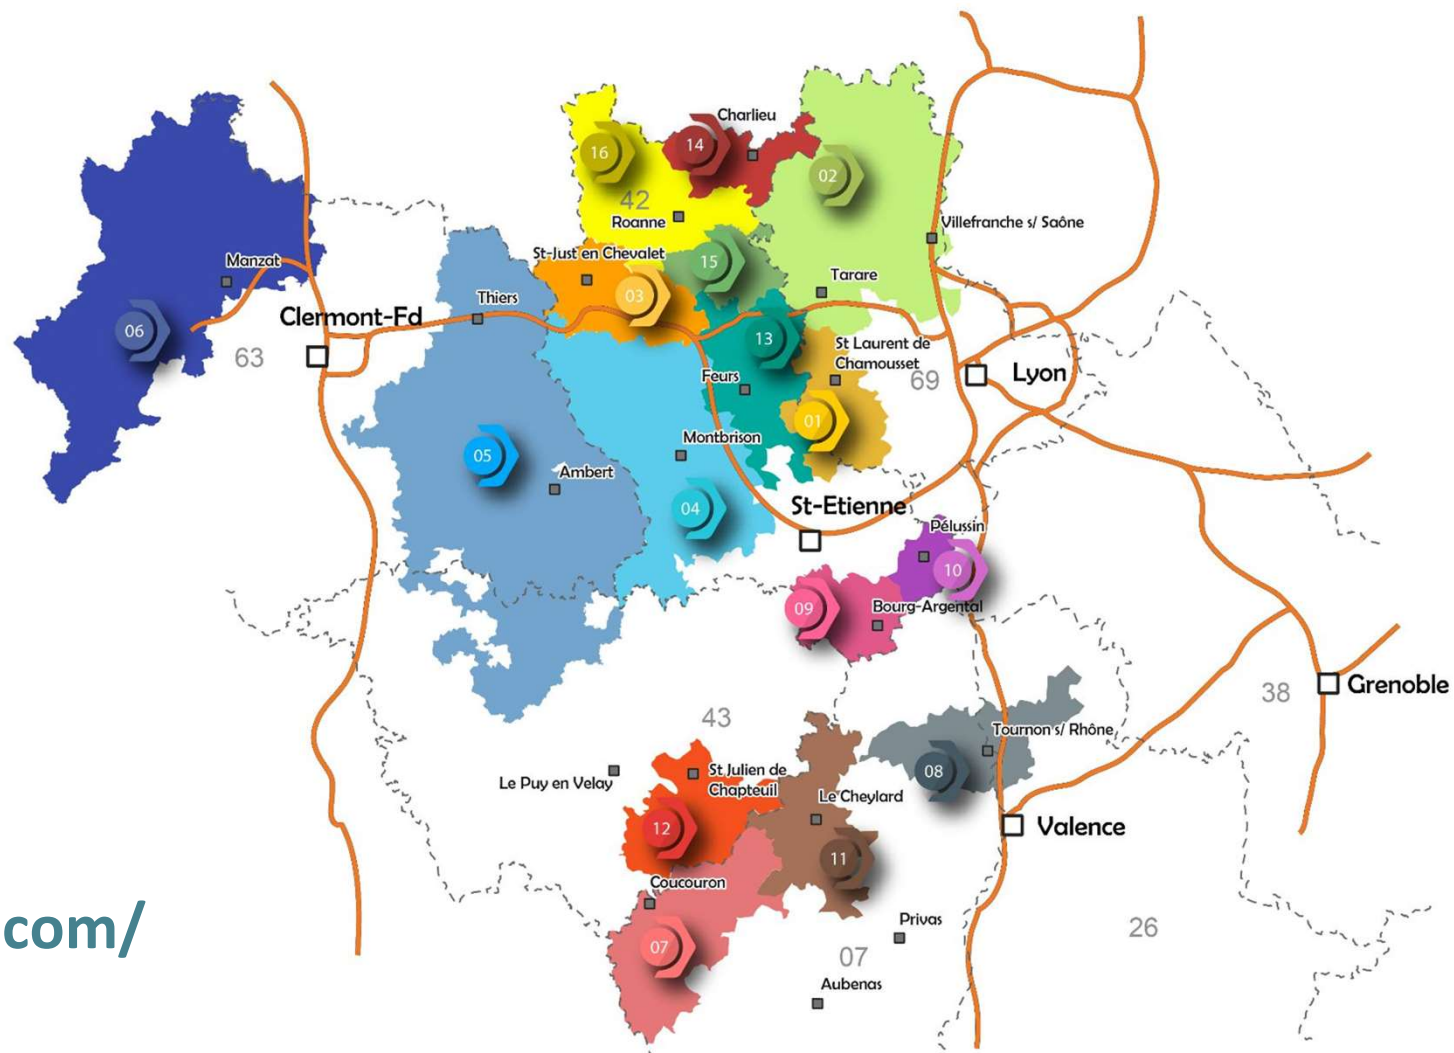 Charlieu
14
16
02
42
Roanne
Villefranche s/ Saône
St-Just en Chevalet
15
Manzat
Tarare
03
Thiers
Clermont-Fd
06
13
63
St Laurent de
Chamousset
Feurs
69
Lyon
01
Montbrison
05
Ambert
04
St-Etienne
Pélussin
10
09
Bourg-Argental
38
Grenoble
43
Tournon s/ Rhône
St Julien de
Chapteuil
08
Le Puy en Velay
Le Cheylard
12
Valence
11
Coucouron
com/
Privas
26
07
07
Aubenas